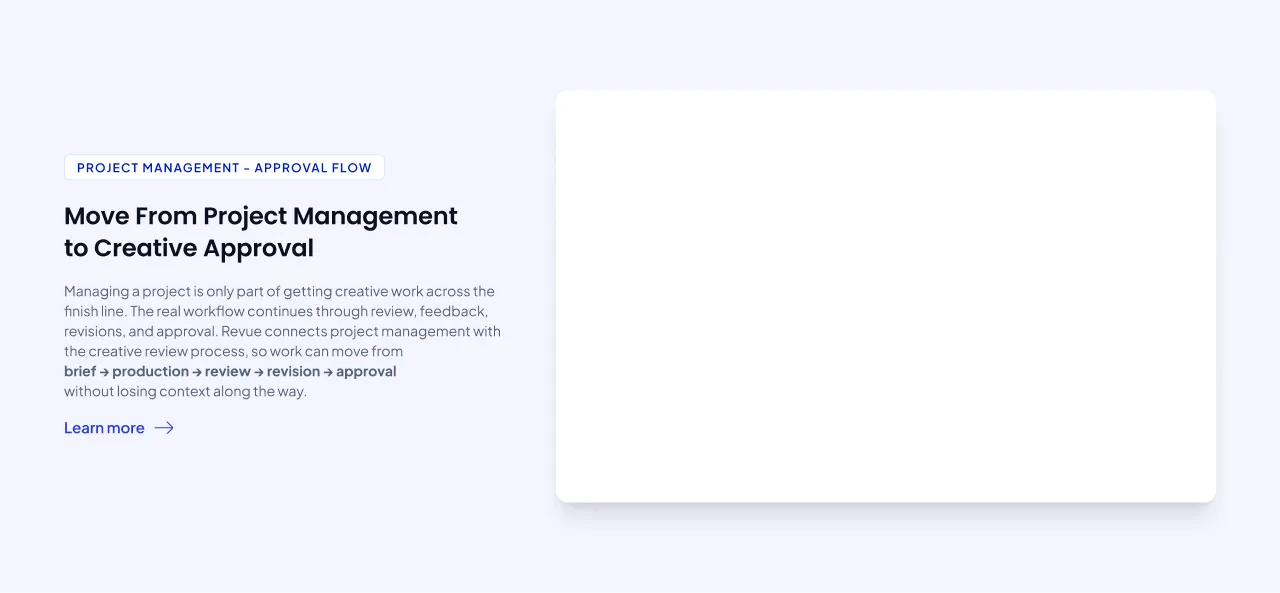 PROJECT MANAGEMENT – APPROVAL FLOW
Move From Project Management
to Creative Approval
Managing a project is only part of getting creative work across the
finish line. The real workflow continues through review, feedback,
revisions, and approval. Revue connects project management with
the creative review process, so work can move from
brief → production → review → revision → approval
without losing context along the way.
Learn more →